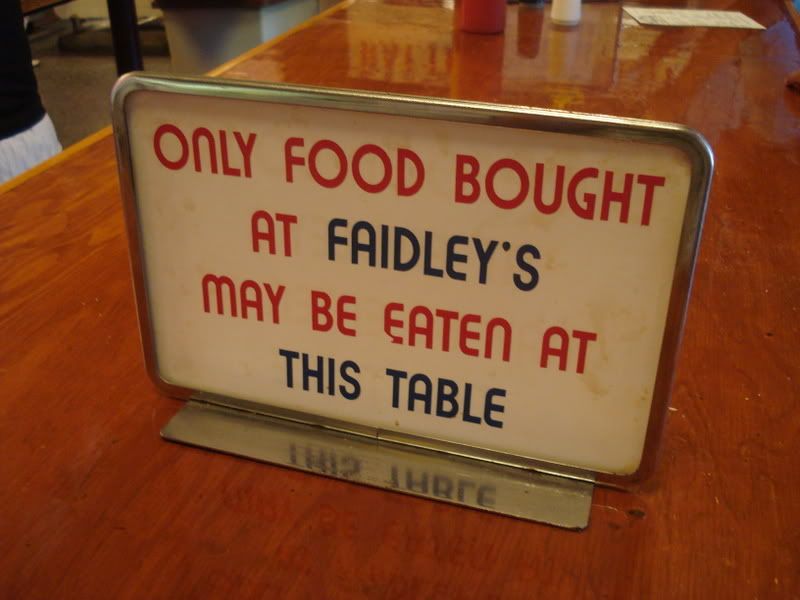 ONLY FOOD BOUGHT
AT FAIDLEY'S
MAY BE EATEN AT
THIS TABLE